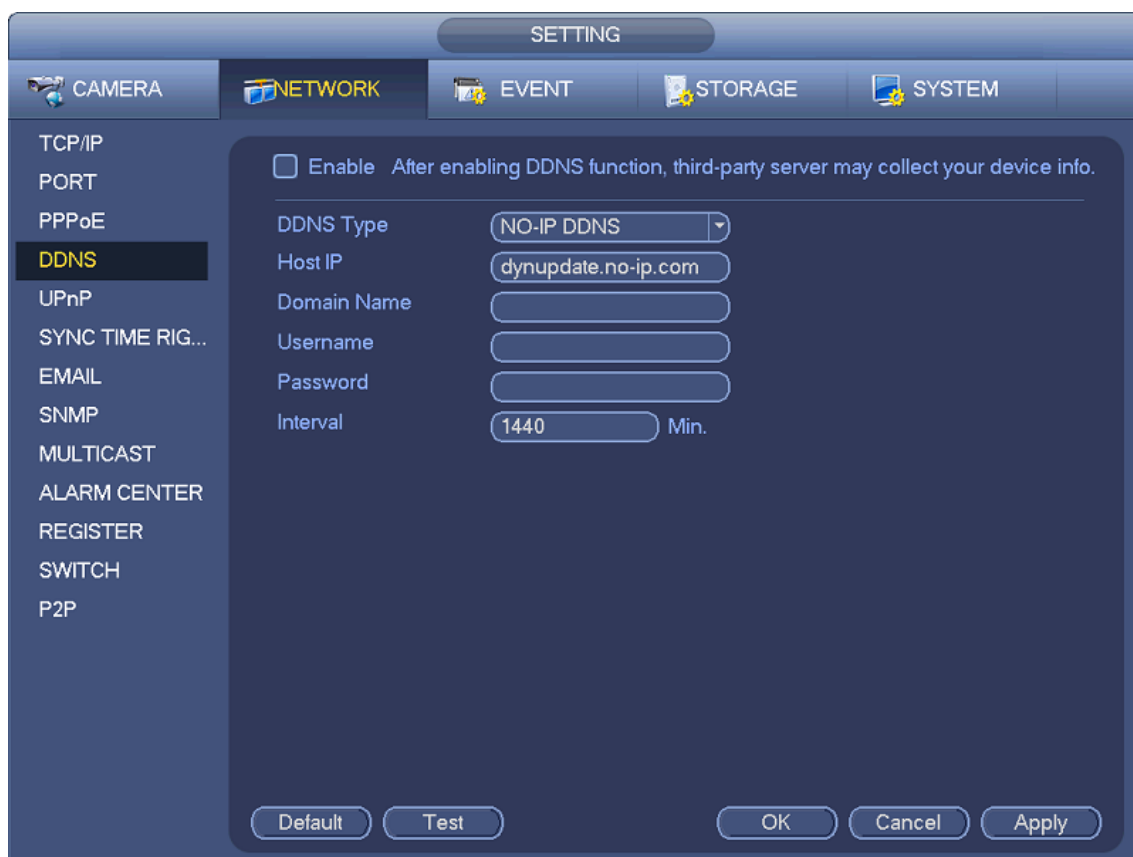 SETTING
CAMERA NETWORK EVENT STORAGE SYSTEM
TCP/IP
PORT
PPPoE
DDNS
UPnP
SYNC TIME RIG...
EMAIL
SNMP
MULTICAST
ALARM CENTER
REGISTER
SWITCH
P2P
Enable After enabling DDNS function, third-party server may collect your device info.
DDNS Type NO-IP DDNS
Host IP dynupdate.no-ip.com
Domain Name
Username
Password
Interval 1440 Min.
Default Test OK Cancel Apply